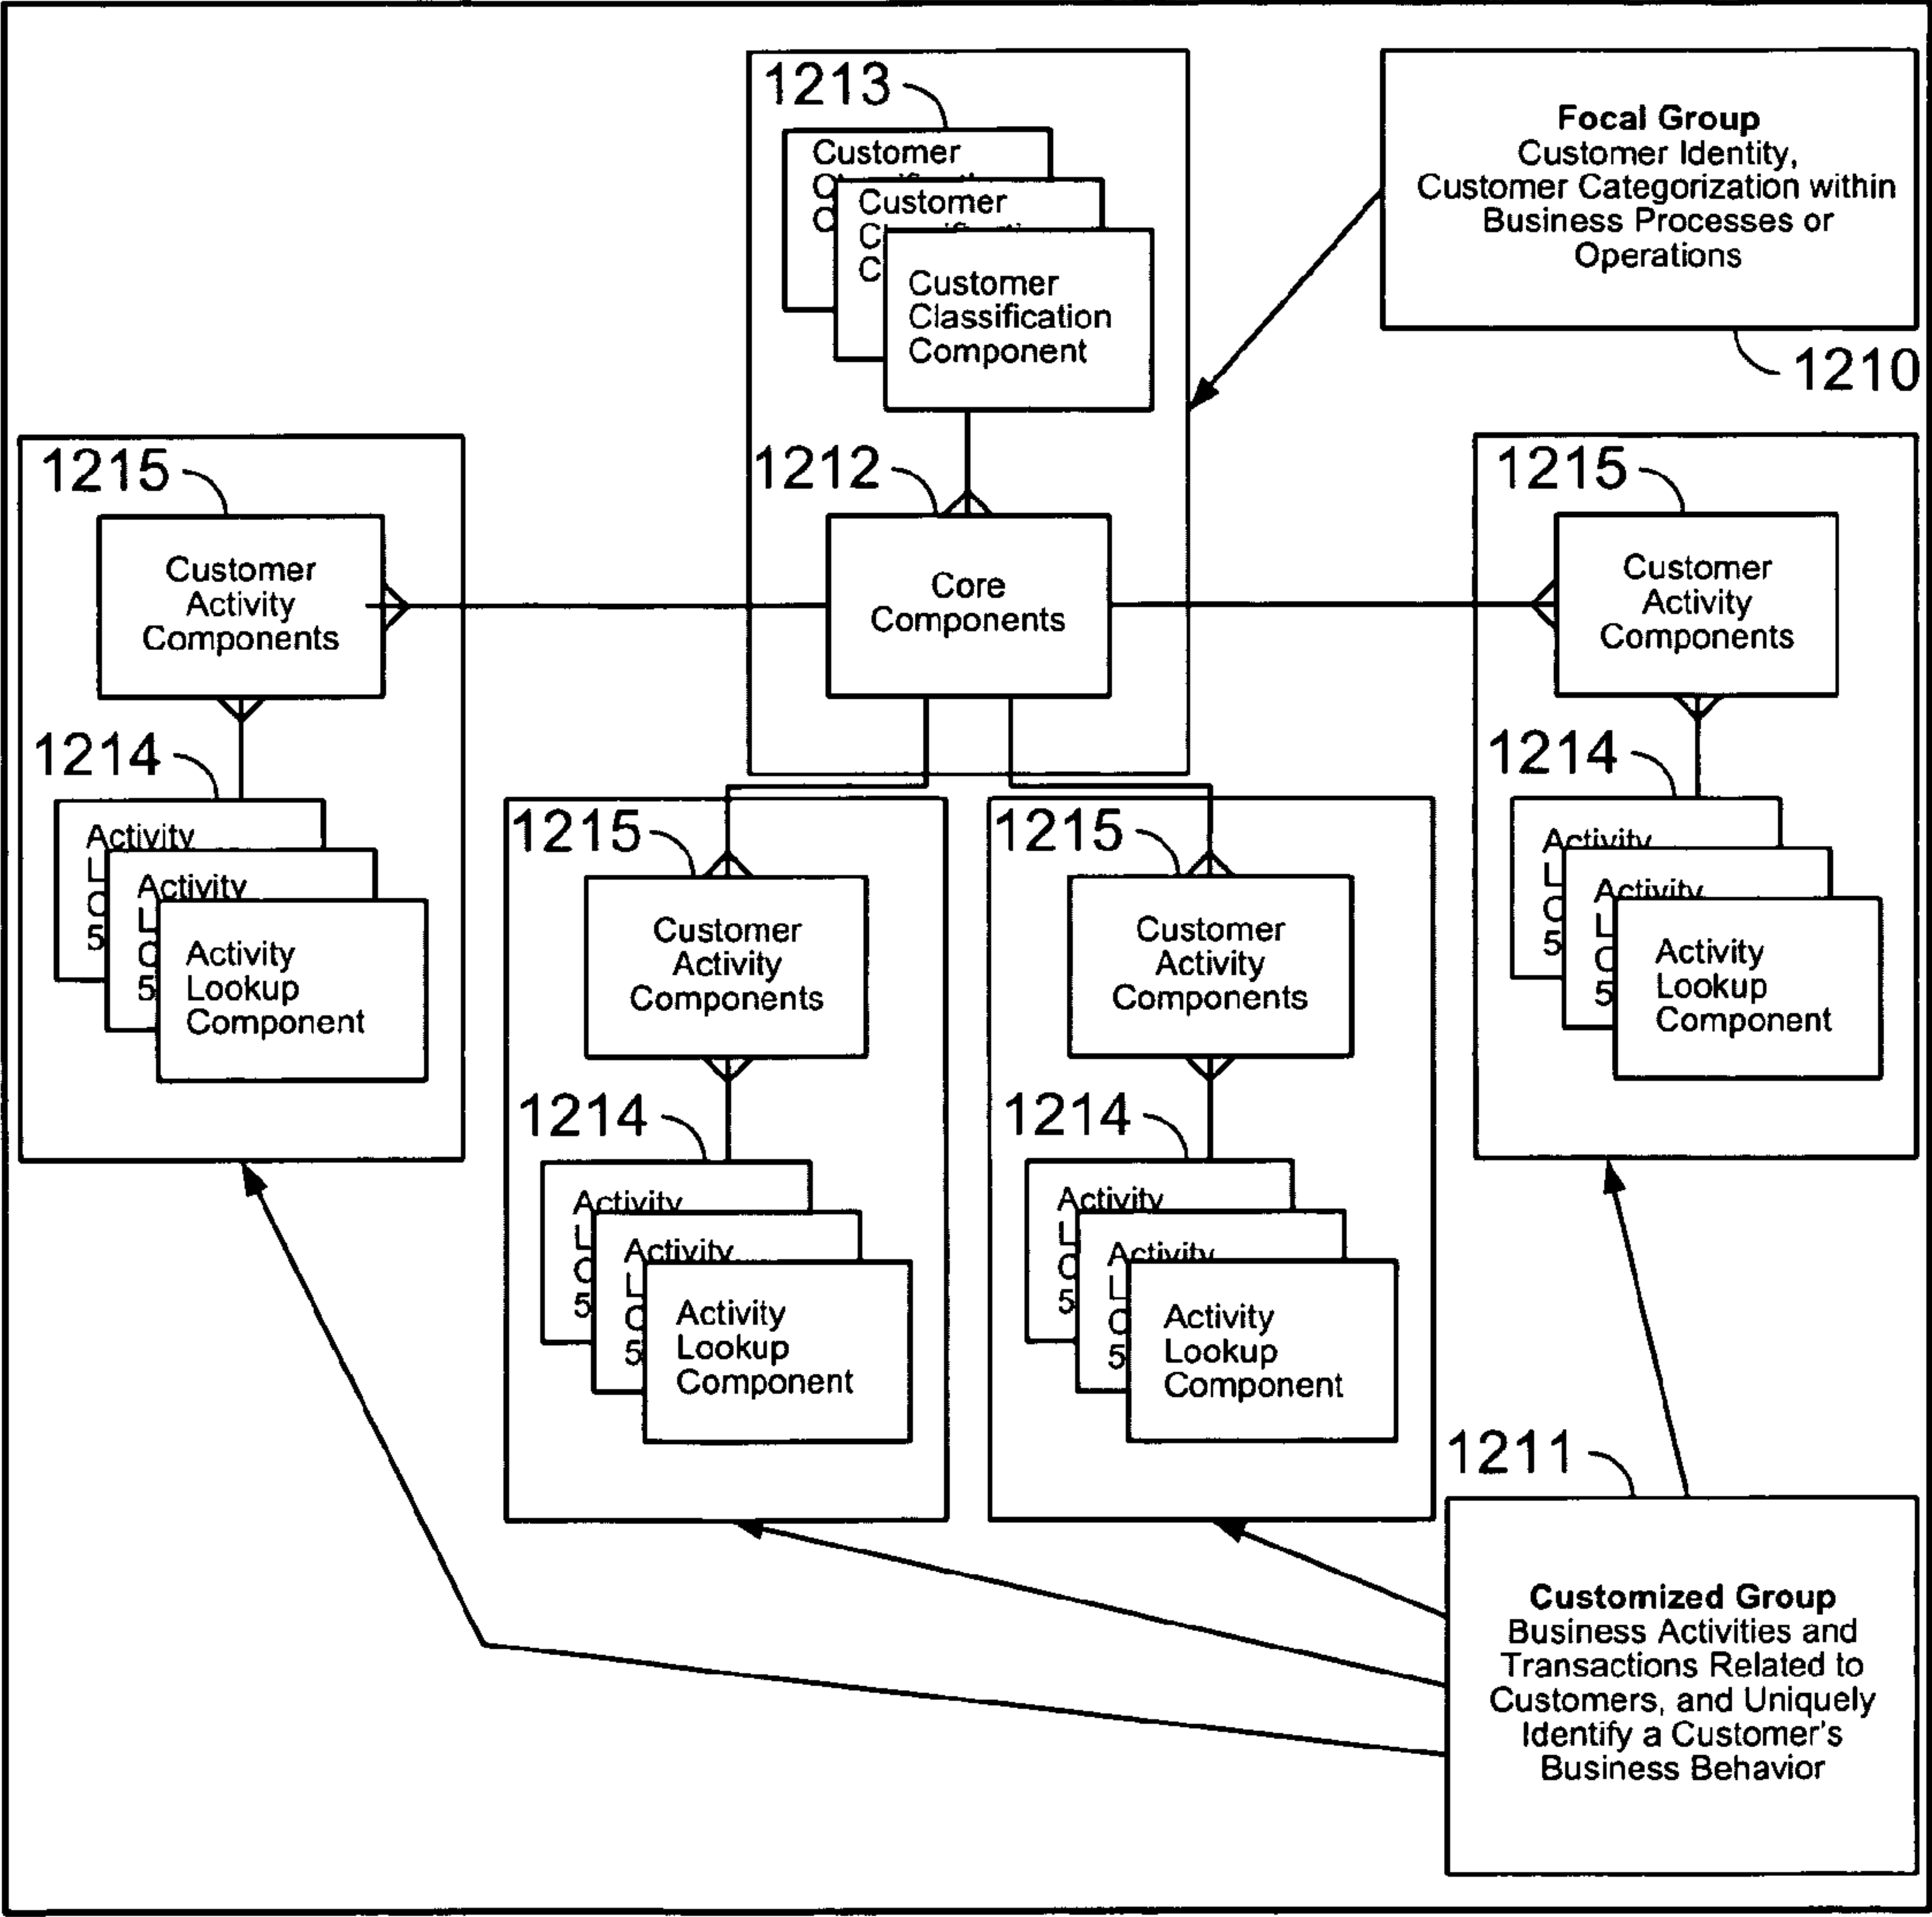 1213
Customer
Customer
Customer
Classification
Component
Focal Group
Customer Identity,
Customer Categorization within
Business Processes or
Operations
1210
1212
Core
Components
1215
Customer
Activity
Components
1214
Activity
Activity
Activity
Lookup
Component
1215
Customer
Activity
Components
1214
Activity
Activity
Activity
Lookup
Component
1215
Customer
Activity
Components
1214
Activity
Activity
Activity
Lookup
Component
1215
Customer
Activity
Components
1214
Activity
Activity
Activity
Lookup
Component
1211
Customized Group
Business Activities and
Transactions Related to
Customers, and Uniquely
Identify a Customer's
Business Behavior